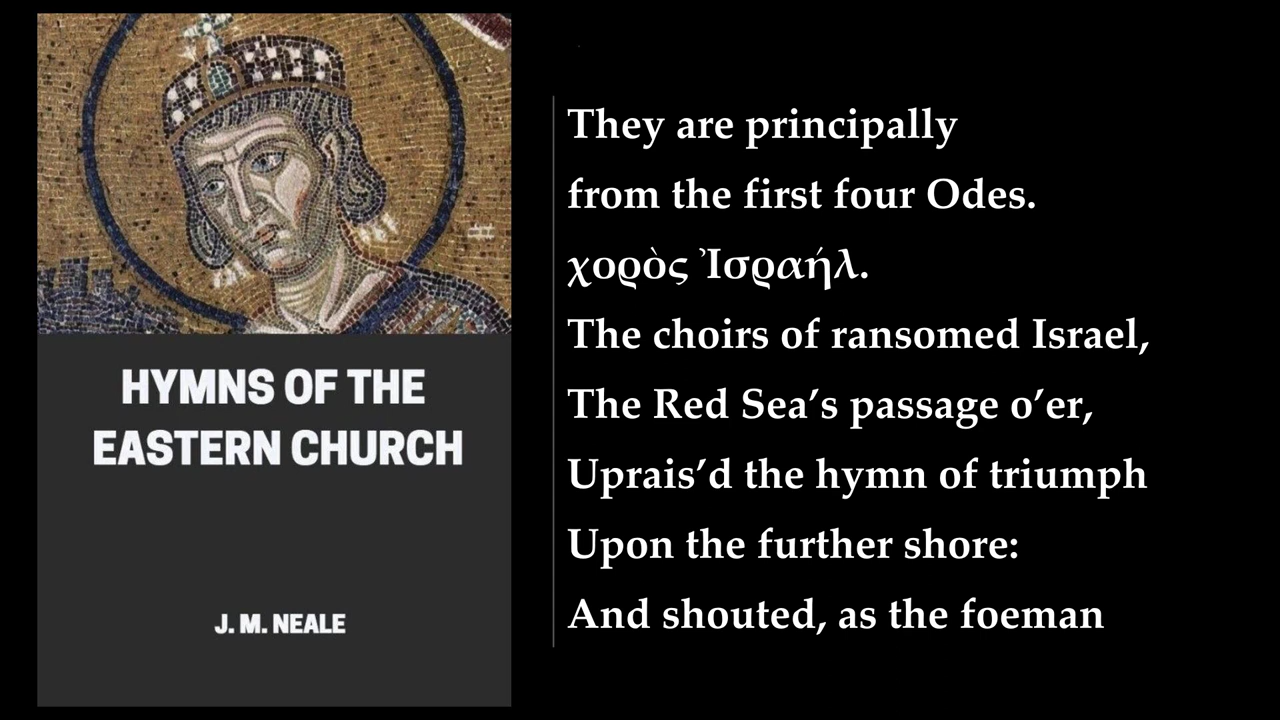 HYMNS OF THE
EASTERN CHURCH
J. M. NEALE
They are principally
from the first four Odes.
χορὸς Ἰσραήλ.
The choirs of ransomed Israel,
The Red Sea’s passage o’er,
Uprais’d the hymn of triumph
Upon the further shore:
And shouted, as the foeman